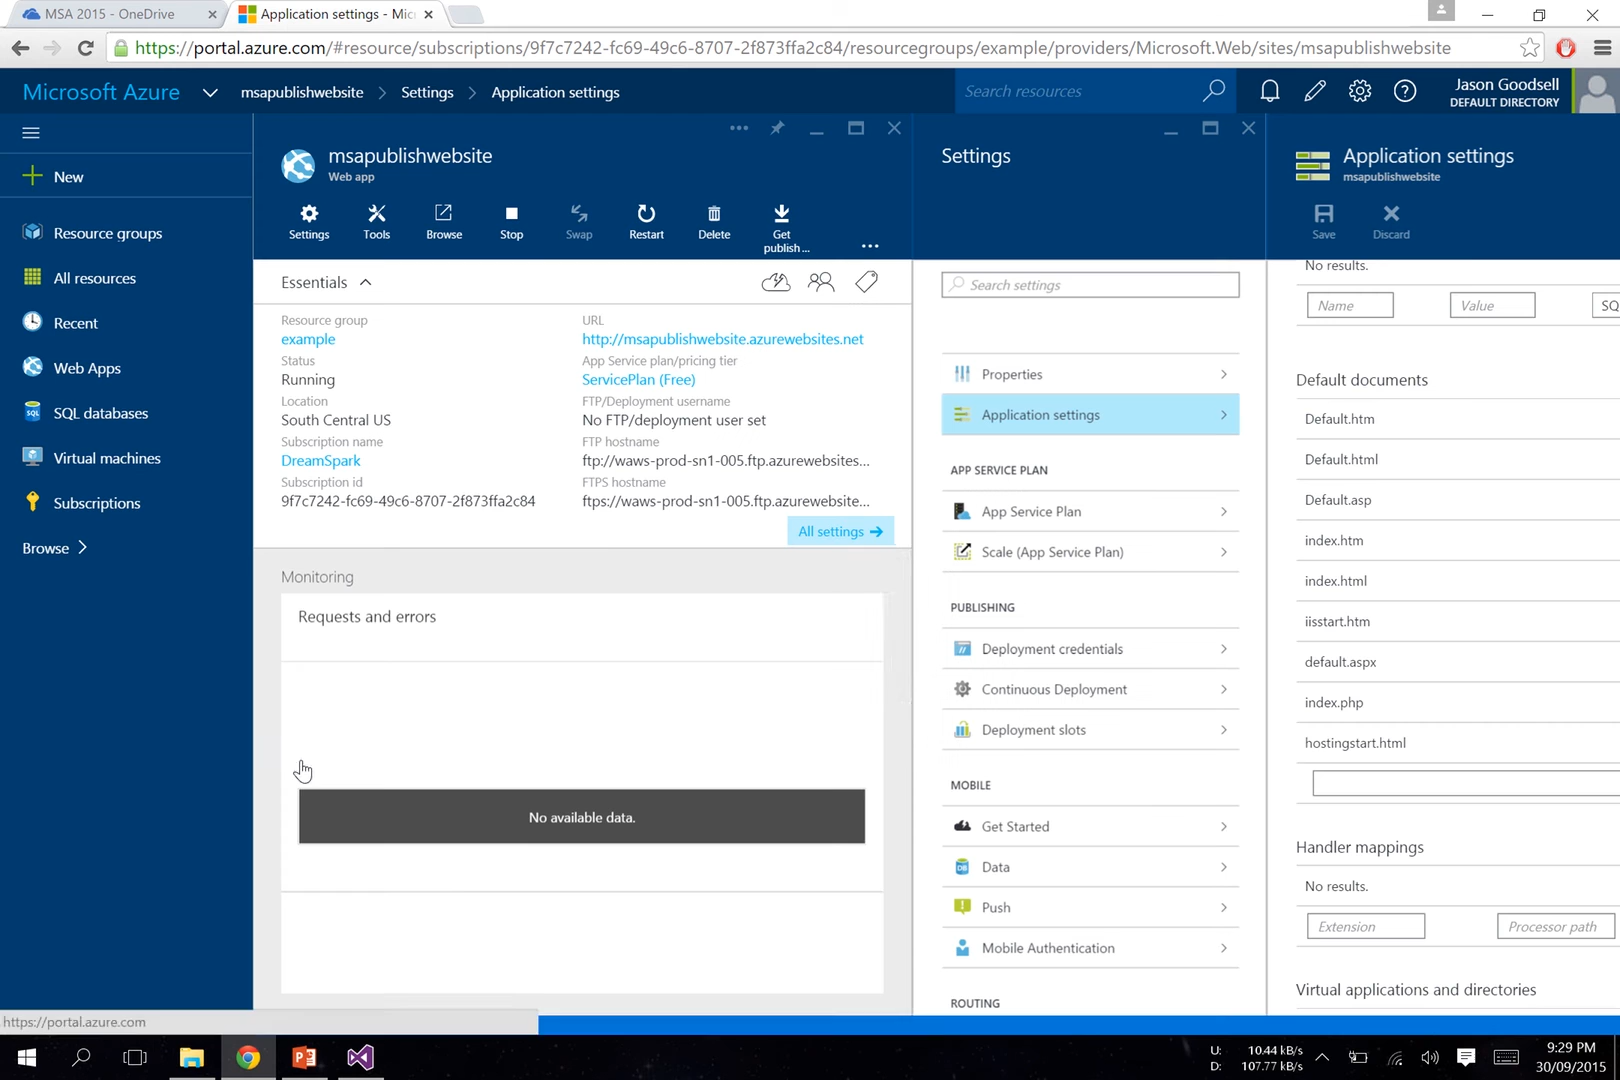 MSA 2015 - OneDrive
Application settings - Micr
https://portal.azure.com/#resource/subscriptions/9f7c7242-fc69-49c6-8707-2f873ffa2c84/resourcegroups/example/providers/Microsoft.Web/sites/msapublishwebsite
Microsoft Azure
msapublishwebsite
Settings
Application settings
Search resources
Jason Goodsell
DEFAULT DIRECTORY
New
Resource groups
All resources
Recent
Web Apps
SQL databases
Virtual machines
Subscriptions
Browse
msapublishwebsite
Web app
Settings
Tools
Browse
Stop
Swap
Restart
Delete
Get
publish ...
Essentials
Resource group
example
Status
Running
Location
South Central US
Subscription name
DreamSpark
Subscription id
9f7c7242-fc69-49c6-8707-2f873ffa2c84
URL
http://msapublishwebsite.azurewebsites.net
App Service plan/pricing tier
ServicePlan (Free)
FTP/Deployment username
No FTP/deployment user set
FTP hostname
ftp://waws-prod-sn1-005.ftp.azurewebsites...
FTPS hostname
ftps://waws-prod-sn1-005.ftp.azurewebsite...
All settings
Monitoring
Requests and errors
No available data.
Settings
Search settings
Properties
Application settings
APP SERVICE PLAN
App Service Plan
Scale (App Service Plan)
PUBLISHING
Deployment credentials
Continuous Deployment
Deployment slots
MOBILE
Get Started
Data
Push
Mobile Authentication
ROUTING
Application settings
msapublishwebsite
Save
Discard
No results.
Name
Value
SQ
Default documents
Default.htm
Default.html
Default.asp
index.htm
index.html
iisstart.htm
default.aspx
index.php
hostingstart.html
Handler mappings
No results.
Extension
Processor path
Virtual applications and directories
https://portal.azure.com
U: 10.44 kB/s
D: 107.77 kB/s
9:29 PM
30/09/2015